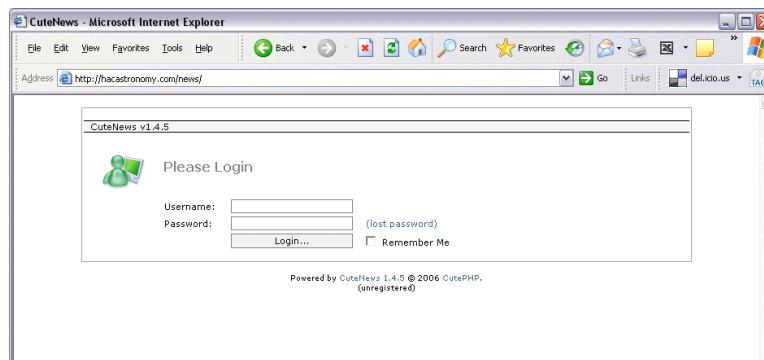 CuteNews - Microsoft Internet Explorer
File Edit View Favorites Tools Help Back Search Favorites »
Address http://hacastronomy.com/news/ Go Links del.icio.us TAG
CuteNews v1.4.5
Please Login
Username:
Password: (lost password)
Login... Remember Me
Powered by CuteNews 1.4.5 © 2006 CutePHP.
(unregistered)